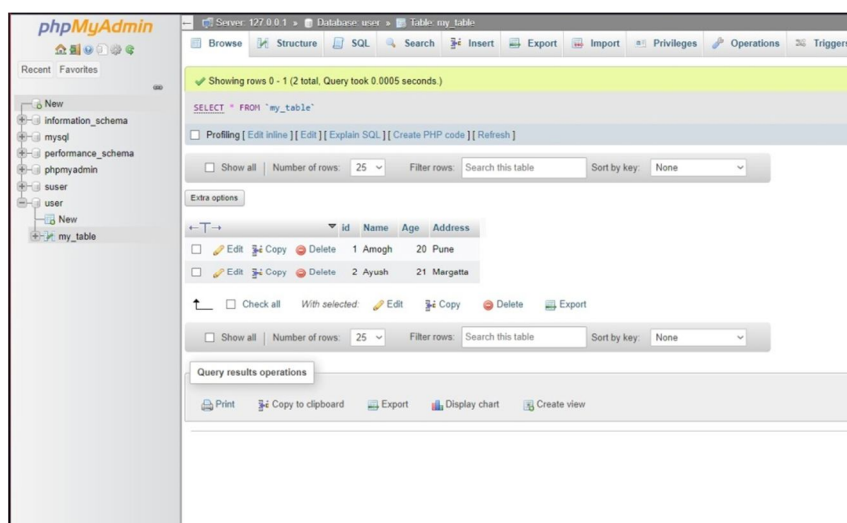 phpMyAdmin
Recent Favorites
New
information_schema
mysql
performance_schema
phpmyadmin
suser
user
New
my_table
Server: 127.0.0.1 » Database: user » Table: my_table
Browse Structure SQL Search Insert Export Import Privileges Operations Triggers
Showing rows 0 - 1 (2 total, Query took 0.0005 seconds.)
SELECT * FROM `my_table`
Profiling [ Edit inline ] [ Edit ] [ Explain SQL ] [ Create PHP code ] [ Refresh ]
Show all | Number of rows: 25 Filter rows: Search this table Sort by key: None
Extra options
←T→ id Name Age Address
Edit Copy Delete 1 Amogh 20 Pune
Edit Copy Delete 2 Ayush 21 Margatta
Check all With selected: Edit Copy Delete Export
Show all | Number of rows: 25 Filter rows: Search this table Sort by key: None
Query results operations
Print Copy to clipboard Export Display chart Create view